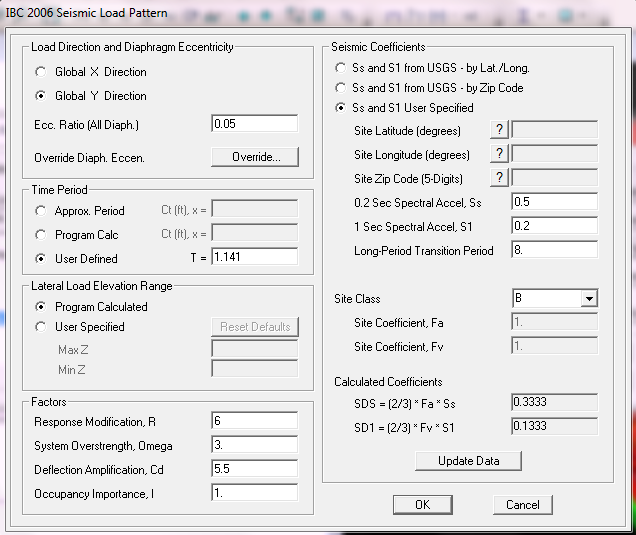 IBC 2006 Seismic Load Pattern
Load Direction and Diaphragm Eccentricity
Global X Direction
Global Y Direction
Ecc. Ratio (All Diaph.) 0.05
Override Diaph. Eccen. Override...
Time Period
Approx. Period Ct (ft), x =
Program Calc Ct (ft), x =
User Defined T = 1.141
Lateral Load Elevation Range
Program Calculated
User Specified Reset Defaults
Max Z
Min Z
Factors
Response Modification, R 6
System Overstrength, Omega 3.
Deflection Amplification, Cd 5.5
Occupancy Importance, I 1.
Seismic Coefficients
Ss and S1 from USGS - by Lat./Long.
Ss and S1 from USGS - by Zip Code
Ss and S1 User Specified
Site Latitude (degrees) ?
Site Longitude (degrees) ?
Site Zip Code (5-Digits) ?
0.2 Sec Spectral Accel, Ss 0.5
1 Sec Spectral Accel, S1 0.2
Long-Period Transition Period 8.
Site Class B
Site Coefficient, Fa 1.
Site Coefficient, Fv 1.
Calculated Coefficients
SDS = (2/3) * Fa * Ss 0.3333
SD1 = (2/3) * Fv * S1 0.1333
Update Data
OK Cancel